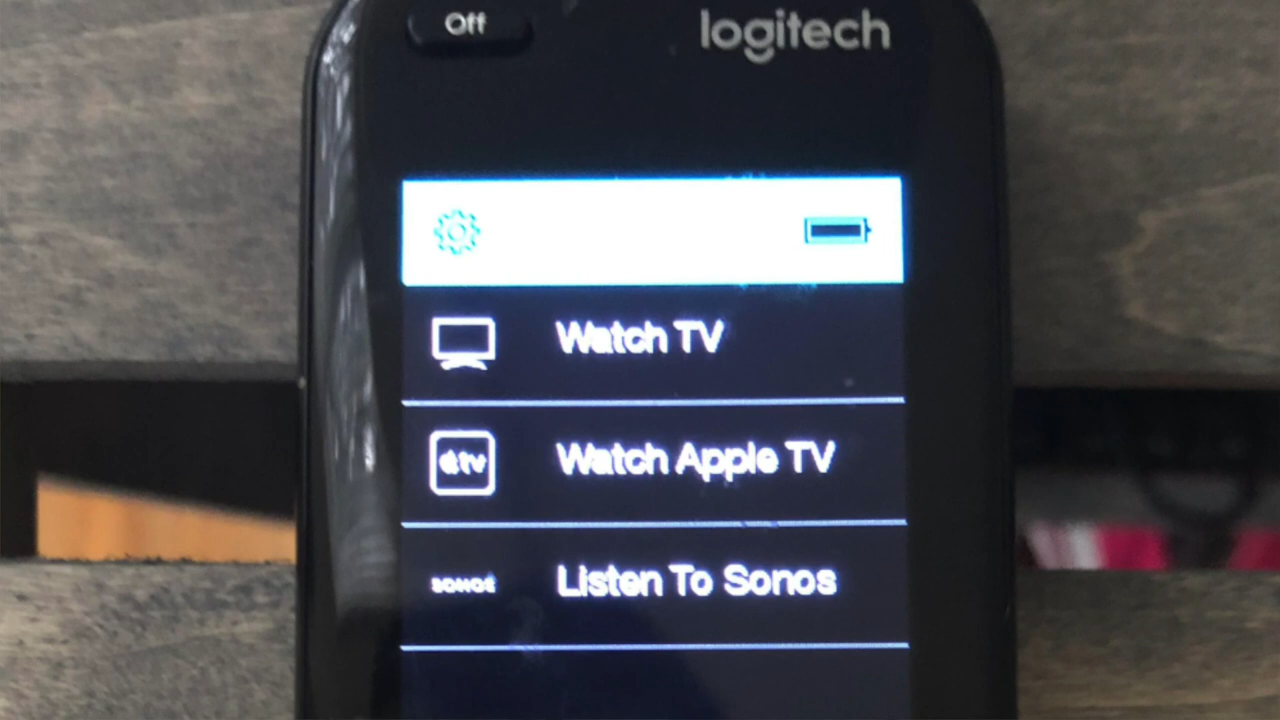 Off
logitech
Watch TV
tv
Watch Apple TV
SONOS
Listen To Sonos